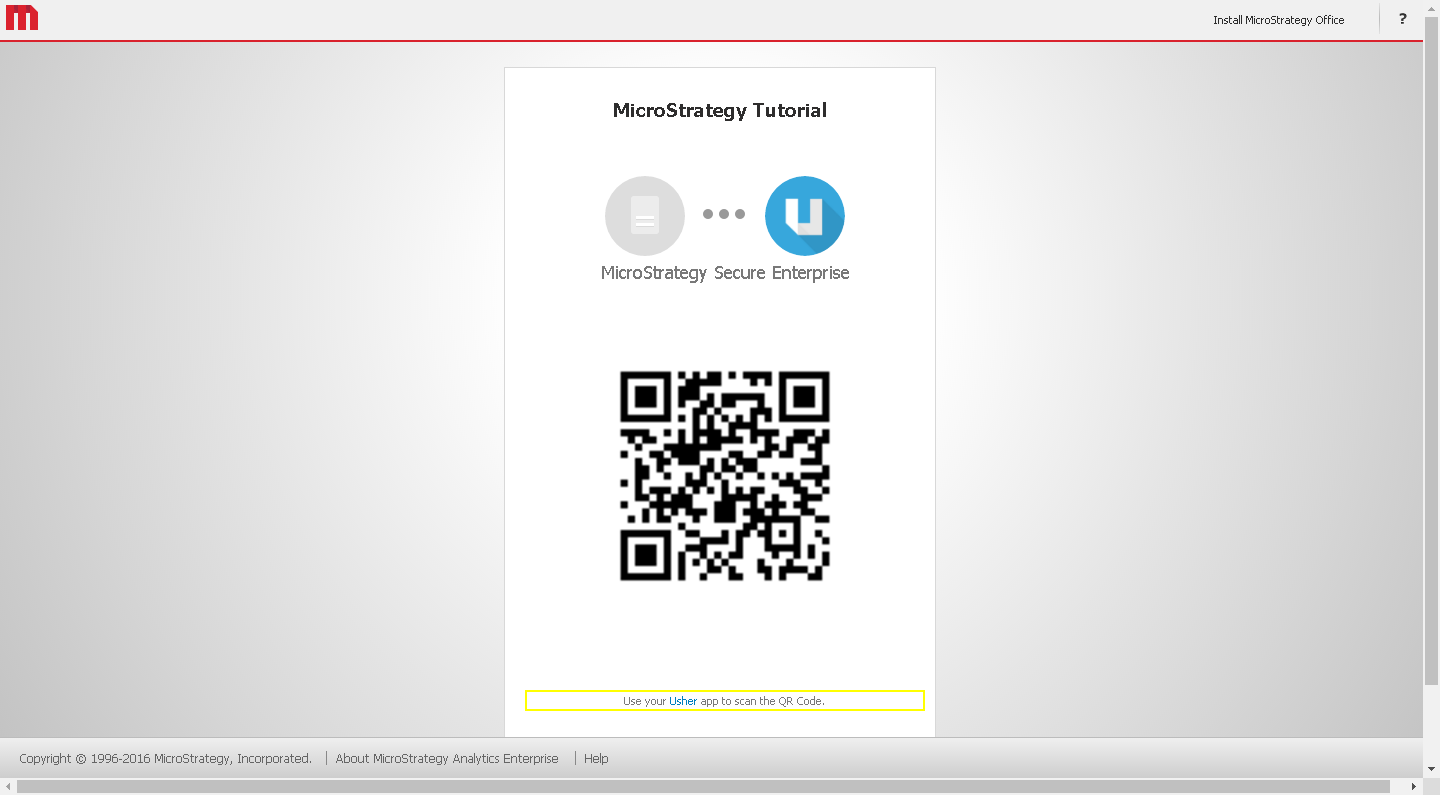 Install MicroStrategy Office
?
MicroStrategy Tutorial
MicroStrategy Secure Enterprise
Use your Usher app to scan the QR Code.
Copyright © 1996-2016 MicroStrategy, Incorporated. | About MicroStrategy Analytics Enterprise | Help